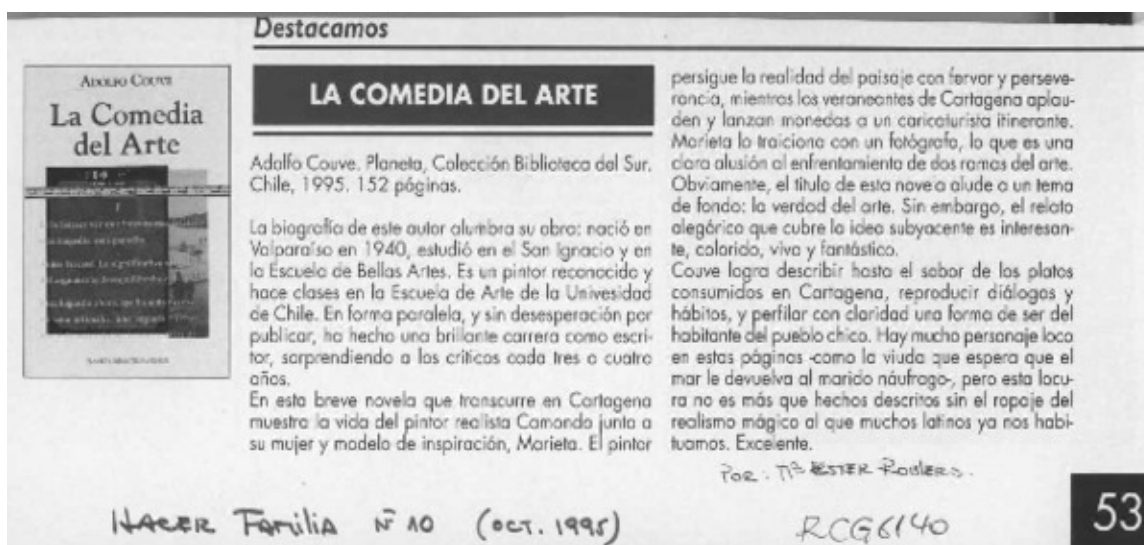 Destacamos
ADOLFO COUVE
La Comedia
del Arte
LA COMEDIA DEL ARTE
Adolfo Couve. Planeta, Colección Biblioteca del Sur.
Chile, 1995. 152 páginas.
La biografía de este autor alumbra su obra: nació en
Valparaíso en 1940, estudió en el San Ignacio y en
la Escuela de Bellas Artes. Es un pintor reconocido y
hace clases en la Escuela de Arte de la Univesidad
de Chile. En forma paralela, y sin desesperación por
publicar, ha hecho una brillante carrera como escri-
tor, sorprendiendo a los críticos cada tres o cuatro
años.
En esta breve novela que transcurre en Cartagena
muestra la vida del pintor realista Camondo junto a
su mujer y modelo de inspiración, Marieta. El pintor
persigue la realidad del paisaje con fervor y perseve-
rancia, mientras los veraneantes de Cartagena aplau-
den y lanzan monedas a un caricaturista itinerante.
Marieta lo traiciona con un fotógrafo, lo que es una
clara alusión al enfrentamiento de dos ramas del arte.
Obviamente, el título de esta novela alude a un tema
de fondo: la verdad del arte. Sin embargo, el relato
alegórico que cubre la idea subyacente es interesan-
te, colorido, vivo y fantástico.
Couve logra describir hasta el sabor de los platos
consumidos en Cartagena, reproducir diálogos y
hábitos, y perfilar con claridad una forma de ser del
habitante del pueblo chico. Hay mucho personaje loco
en estas páginas -como la viuda que espera que el
mar le devuelva al marido náufrago-, pero esta locu-
ra no es más que hechos descritos sin el ropaje del
realismo mágico al que muchos latinos ya nos habi-
tuamos. Excelente.
POR: Mª ESTER
HACER Familia Nº 10 (OCT. 1995)
RCG6140
53